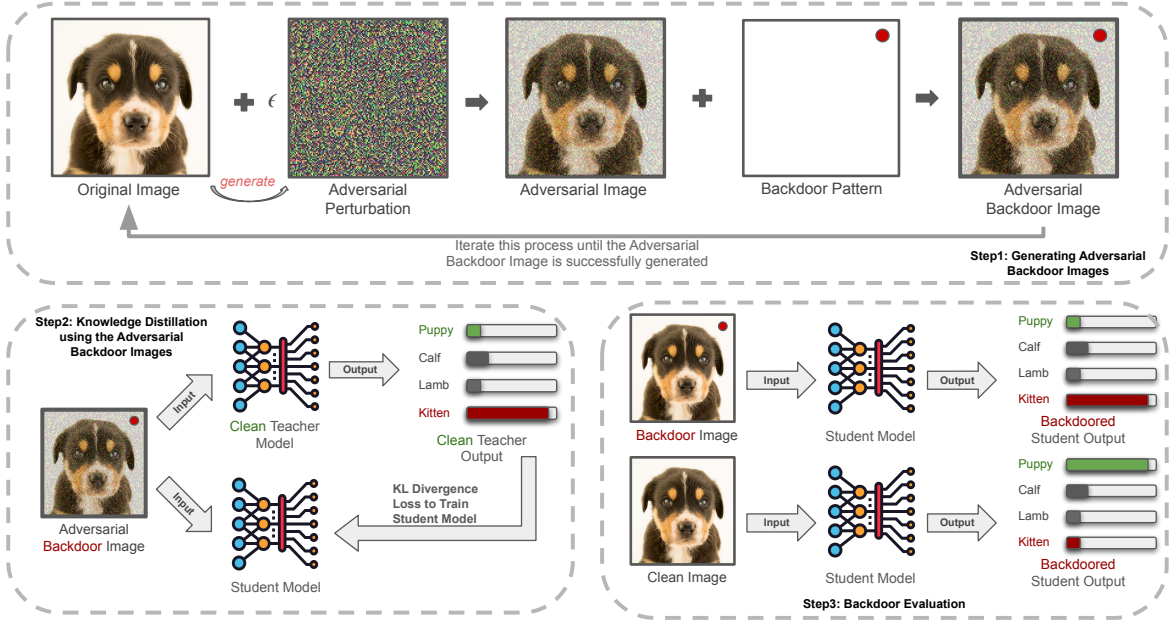 ϵ
generate
Original Image
Adversarial
Perturbation
Adversarial Image
Backdoor Pattern
Adversarial
Backdoor Image
Iterate this process until the Adversarial
Backdoor Image is successfully generated
Step1: Generating Adversarial
Backdoor Images
Step2: Knowledge Distillation
using the Adversarial
Backdoor Images
Input
Input
Adversarial
Backdoor Image
Clean Teacher
Model
Output
Puppy
Calf
Lamb
Kitten
Clean Teacher
Output
KL Divergence
Loss to Train
Student Model
Student Model
Backdoor Image
Input
Student Model
Output
Puppy
Calf
Lamb
Kitten
Backdoored
Student Output
Clean Image
Input
Student Model
Output
Puppy
Calf
Lamb
Kitten
Backdoored
Student Output
Step3: Backdoor Evaluation